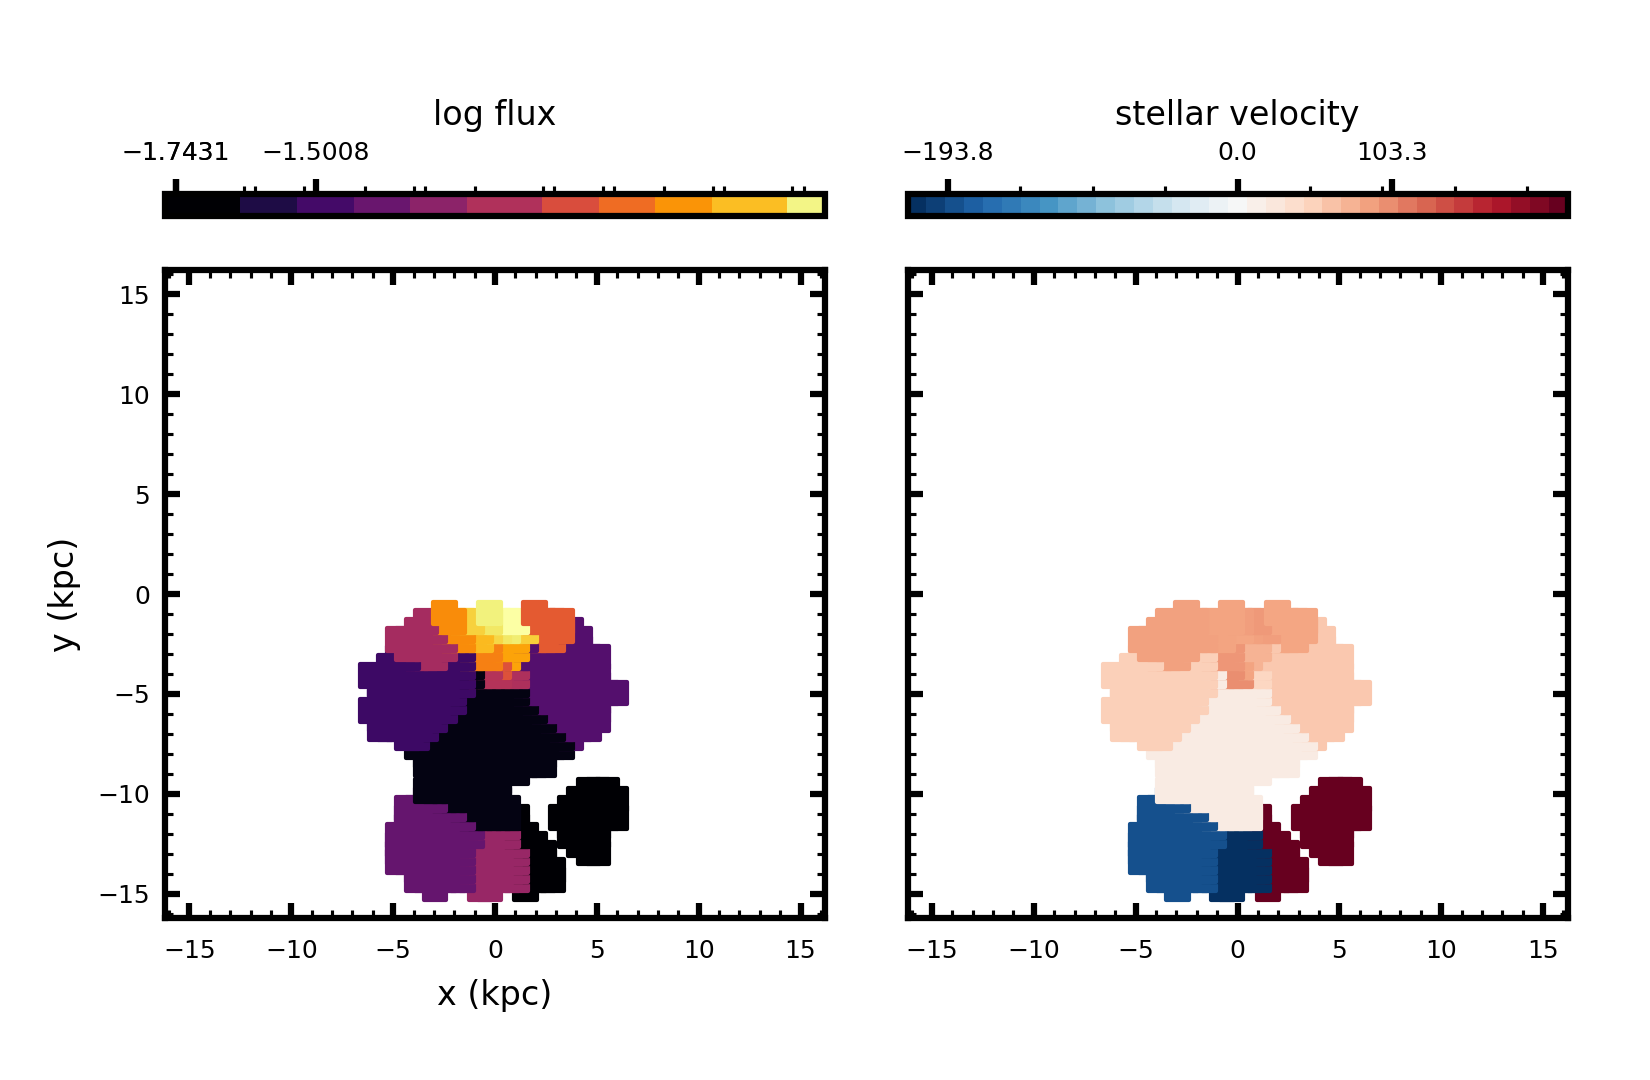 log flux
stellar velocity
−1.7431 −1.5008
−193.8 0.0 103.3
15
10
5
0
−5
−10
−15
y (kpc)
−15 −10 −5 0 5 10 15
−15 −10 −5 0 5 10 15
x (kpc)